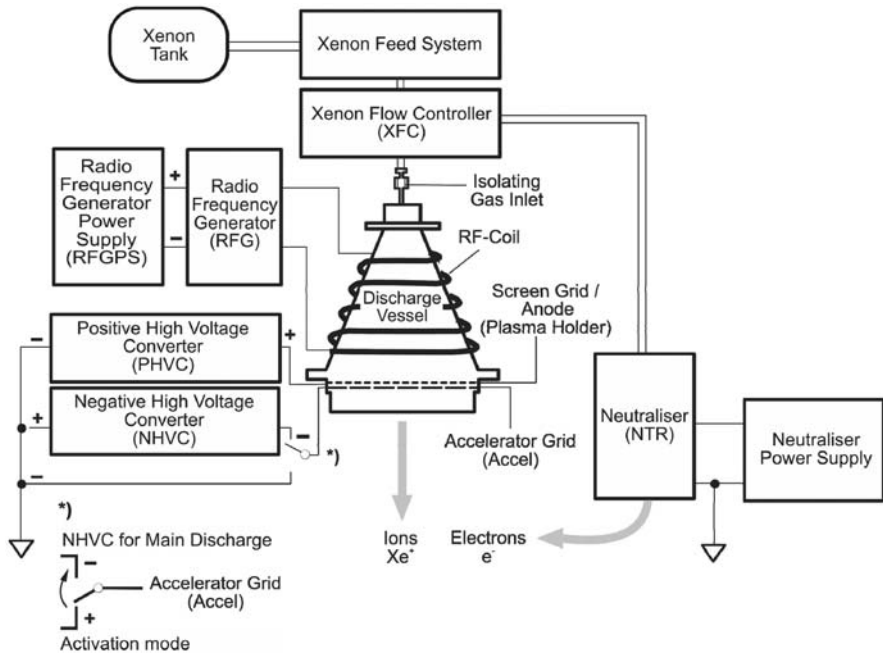 Xenon
Tank
Xenon Feed System
Xenon Flow Controller
(XFC)
Isolating
Gas Inlet
Radio
Frequency
Generator
Power
Supply
(RFGPS)
+
−
Radio
Frequency
Generator
(RFG)
RF-Coil
Discharge
Vessel
Screen Grid /
Anode
(Plasma Holder)
−
Positive High Voltage
Converter
(PHVC)
+
+
Negative High Voltage
Converter
(NHVC)
−
*)
−
Accelerator Grid
(Accel)
Neutraliser
(NTR)
Neutraliser
Power Supply
Ions
Xe⁺
Electrons
e⁻
*)
NHVC for Main Discharge
−
Accelerator Grid
(Accel)
+
Activation mode